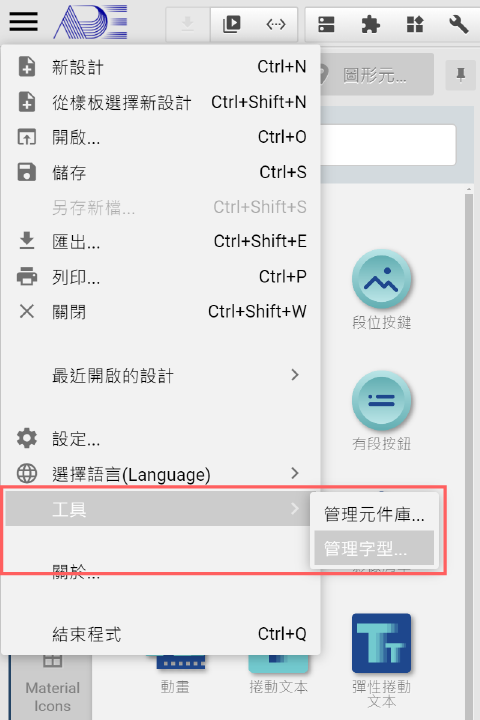 ADE
新設計 Ctrl+N
從樣板選擇新設計 Ctrl+Shift+N
圖形元...
開啟... Ctrl+O
儲存 Ctrl+S
另存新檔... Ctrl+Shift+S
匯出... Ctrl+Shift+E
列印... Ctrl+P
關閉 Ctrl+Shift+W
段位按鍵
最近開啟的設計
設定...
有段按鈕
選擇語言(Language)
工具
管理元件庫...
管理字型...
關於...
結束程式 Ctrl+Q
Material
Icons
動畫
捲動文本
彈性捲動
文本